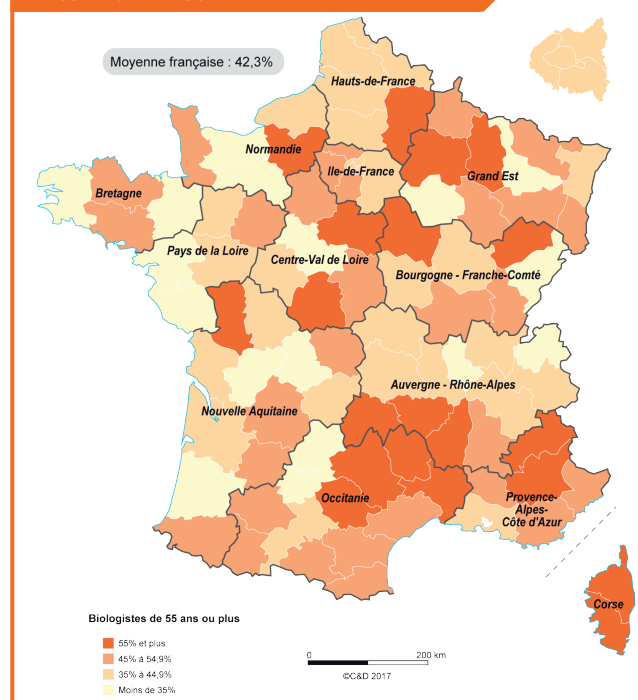 Moyenne française : 42,3%
Hauts-de-France
Normandie
Ile-de-France
Grand Est
Bretagne
Pays de la Loire
Centre-Val de Loire
Bourgogne - Franche-Comté
Auvergne - Rhône-Alpes
Nouvelle Aquitaine
Occitanie
Provence-
Alpes-
Côte d'Azur
Corse
Biologistes de 55 ans ou plus
55% et plus
45% à 54,9%
35% à 44,9%
Moins de 35%
0 200 km
©C&D 2017